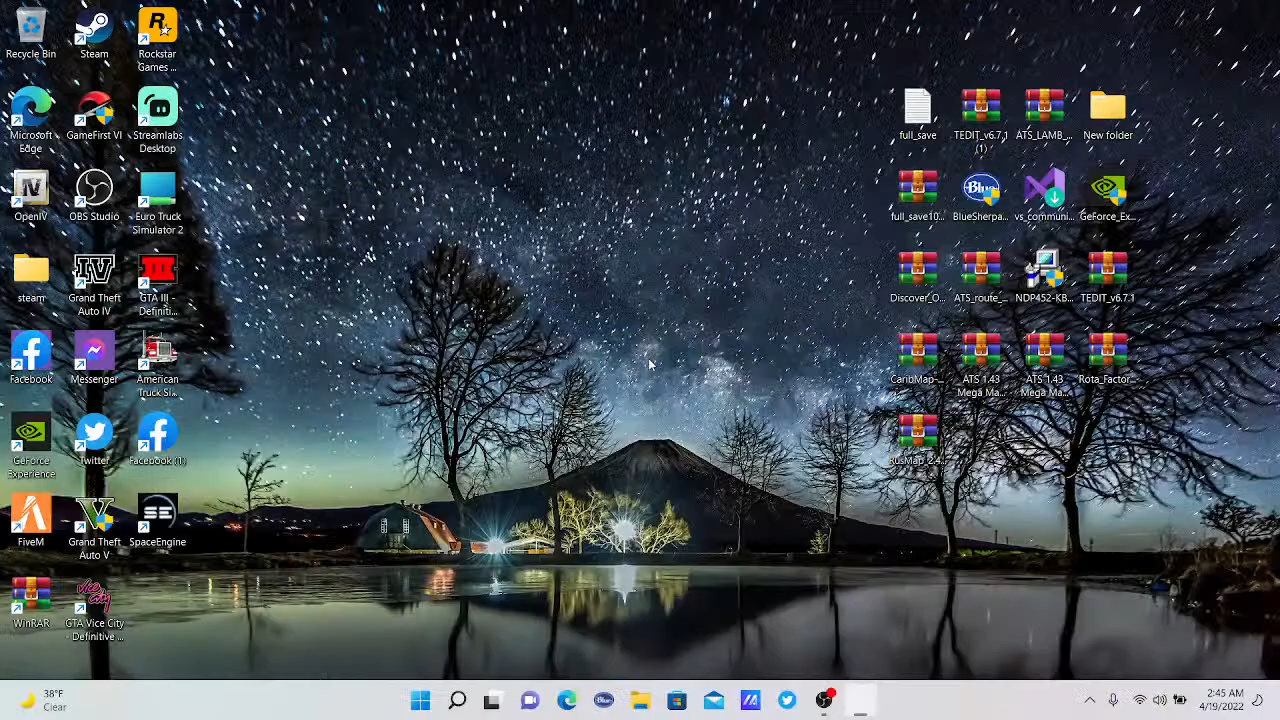 Recycle Bin
Steam
Rockstar
Games ...
Microsoft
Edge
GameFirst VI
Streamlabs
Desktop
OpenIV
OBS Studio
Euro Truck
Simulator 2
steam
Grand Theft
Auto IV
GTA III -
Definiti...
Facebook
Messenger
American
Truck Si...
GeForce
Experience
Twitter
Facebook (1)
FiveM
Grand Theft
Auto V
SpaceEngine
WinRAR
GTA Vice City
- Definitive ...
full_save
TEDIT_v6.7.1
(1)
ATS_LAMB_...
New folder
full_save10...
BlueSherpa...
vs_communi...
GeForce_Ex...
Discover_O...
ATS_route_...
NDP452-KB...
TEDIT_v6.7.1
CaribMap-...
ATS 1.43
Mega Ma...
ATS 1.43
Mega Ma...
Rota_Factor...
38°F
Clear
2:45 AM
4/19/2022